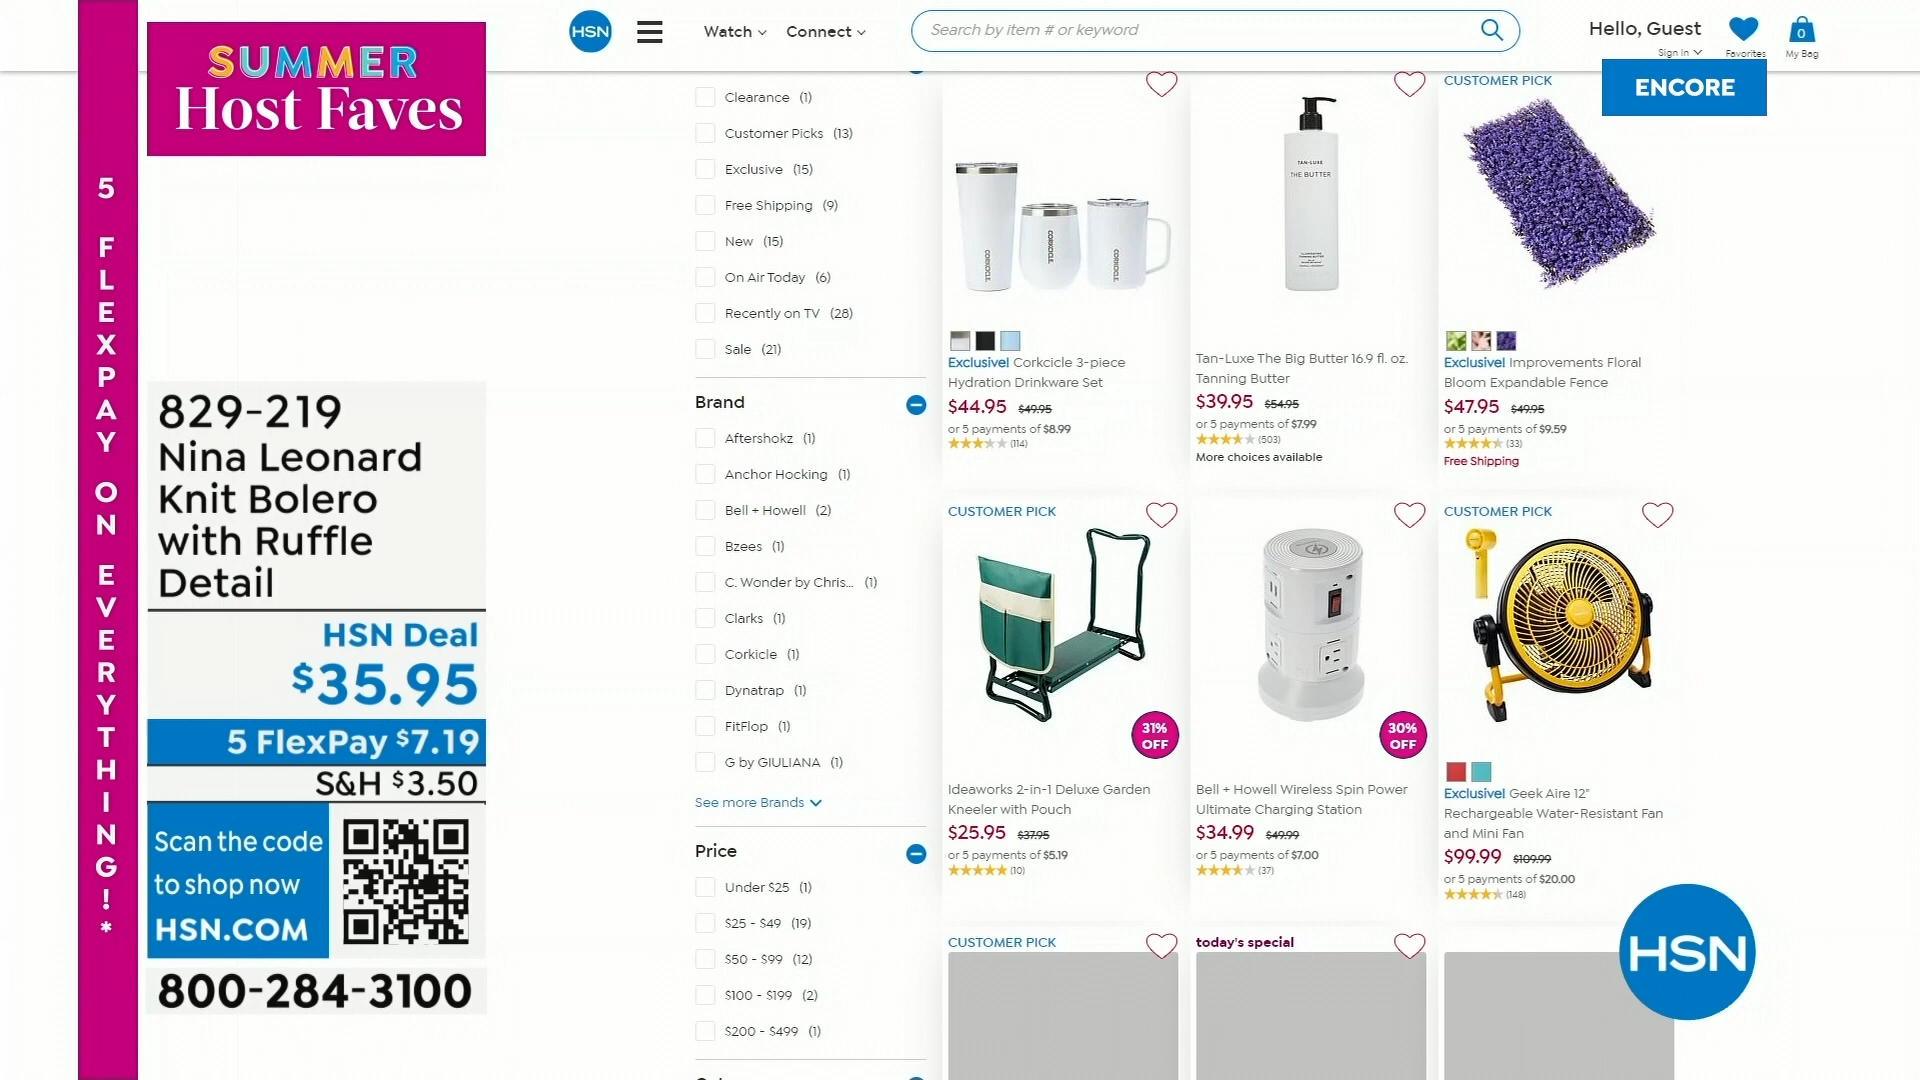 SUMMER
Host Faves
5 FLEXPAY ON EVERYTHING!*
829-219
Nina Leonard
Knit Bolero
with Ruffle
Detail
HSN Deal
$35.95
5 FlexPay $7.19
S&H $3.50
Scan the code
to shop now
HSN.COM
800-284-3100
HSN
Watch
Connect
Search by item # or keyword
Hello, Guest
Sign In
Favorites
0
My Bag
ENCORE
Clearance (1)
Customer Picks (13)
Exclusive (15)
Free Shipping (9)
New (15)
On Air Today (6)
Recently on TV (28)
Sale (21)
Brand
Aftershokz (1)
Anchor Hocking (1)
Bell + Howell (2)
Bzees (1)
C. Wonder by Chris... (1)
Clarks (1)
Corkicle (1)
Dynatrap (1)
FitFlop (1)
G by GIULIANA (1)
See more Brands
Price
Under $25 (1)
$25 - $49 (19)
$50 - $99 (12)
$100 - $199 (2)
$200 - $499 (1)
CORKCICLE
CORKCICLE
CORKCICLE
Exclusive! Corkcicle 3-piece
Hydration Drinkware Set
$44.95 $49.95
or 5 payments of $8.99
(114)
TAN-LUXE
THE BUTTER
Tan-Luxe The Big Butter 16.9 fl. oz.
Tanning Butter
$39.95 $54.95
or 5 payments of $7.99
(503)
More choices available
CUSTOMER PICK
Exclusive! Improvements Floral
Bloom Expandable Fence
$47.95 $49.95
or 5 payments of $9.59
(33)
Free Shipping
CUSTOMER PICK
31%
OFF
Ideaworks 2-in-1 Deluxe Garden
Kneeler with Pouch
$25.95 $37.95
or 5 payments of $5.19
(10)
30%
OFF
Bell + Howell Wireless Spin Power
Ultimate Charging Station
$34.99 $49.99
or 5 payments of $7.00
(37)
CUSTOMER PICK
Exclusive! Geek Aire 12"
Rechargeable Water-Resistant Fan
and Mini Fan
$99.99 $109.99
or 5 payments of $20.00
(148)
CUSTOMER PICK
today's special
HSN